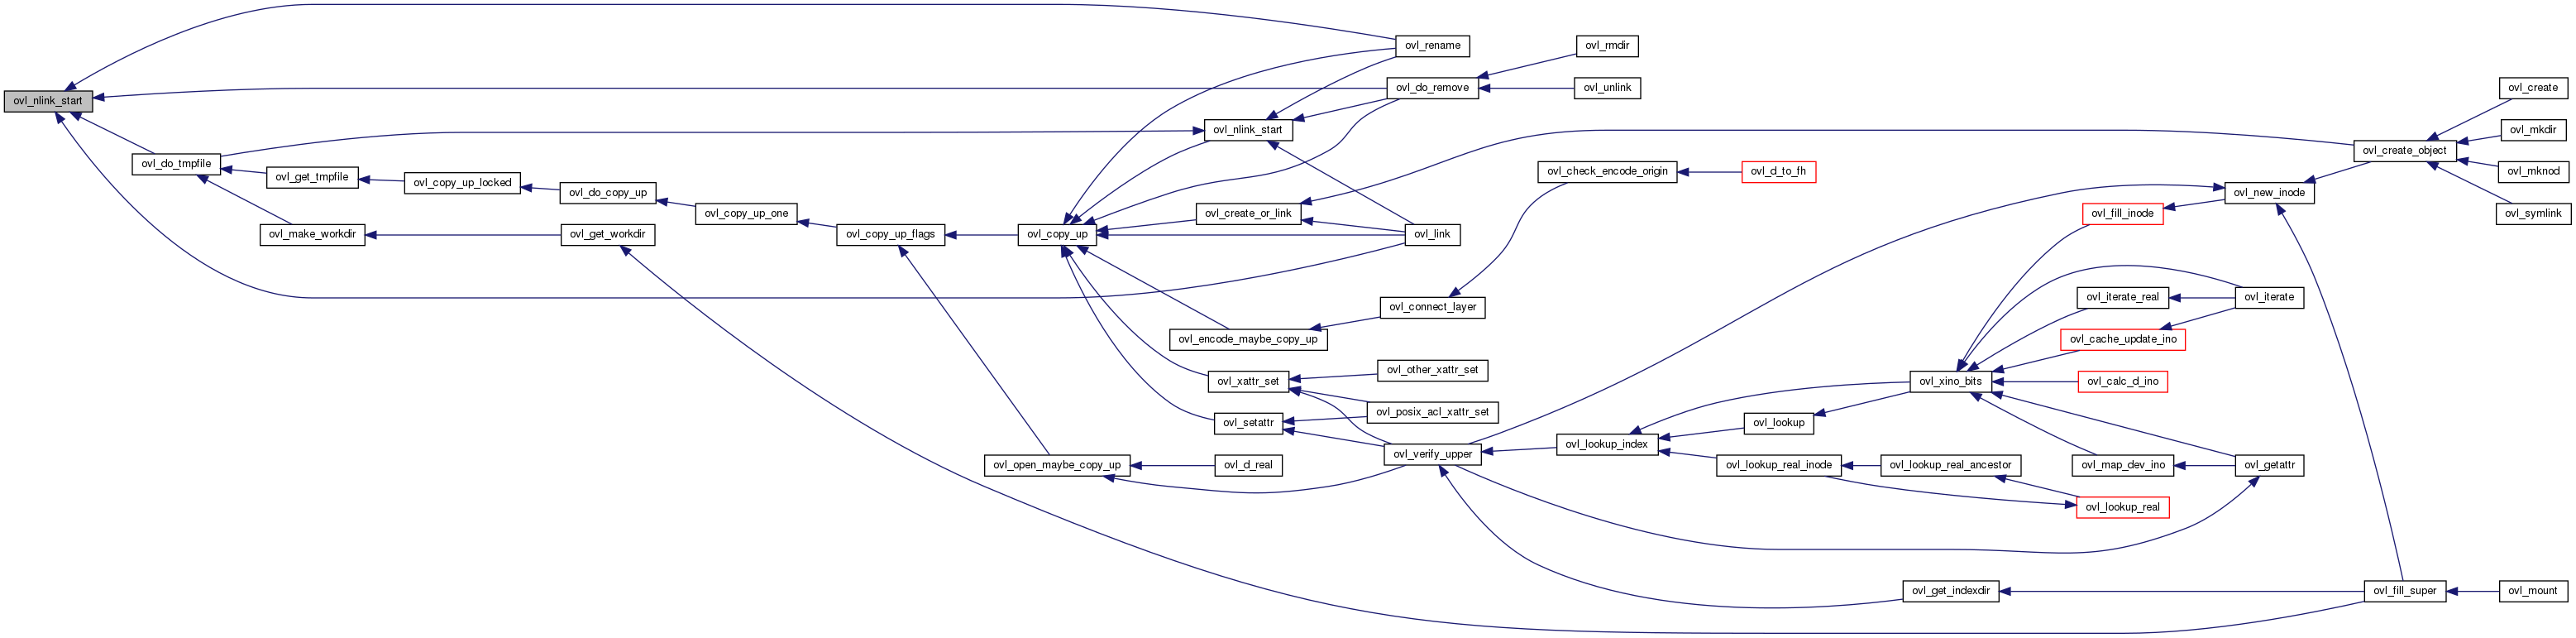 ovl_nlink_start
ovl_do_tmpfile
ovl_get_tmpfile
ovl_make_workdir
ovl_copy_up_locked
ovl_do_copy_up
ovl_get_workdir
ovl_copy_up_one
ovl_copy_up_flags
ovl_copy_up
ovl_open_maybe_copy_up
ovl_rename
ovl_do_remove
ovl_rmdir
ovl_unlink
ovl_nlink_start
ovl_create_or_link
ovl_link
ovl_check_encode_origin
ovl_d_to_fh
ovl_connect_layer
ovl_encode_maybe_copy_up
ovl_xattr_set
ovl_other_xattr_set
ovl_posix_acl_xattr_set
ovl_setattr
ovl_verify_upper
ovl_d_real
ovl_lookup_index
ovl_lookup
ovl_lookup_real_inode
ovl_lookup_real_ancestor
ovl_lookup_real
ovl_xino_bits
ovl_fill_inode
ovl_iterate_real
ovl_cache_update_ino
ovl_calc_d_ino
ovl_map_dev_ino
ovl_iterate
ovl_getattr
ovl_new_inode
ovl_create_object
ovl_create
ovl_mkdir
ovl_mknod
ovl_symlink
ovl_get_indexdir
ovl_fill_super
ovl_mount